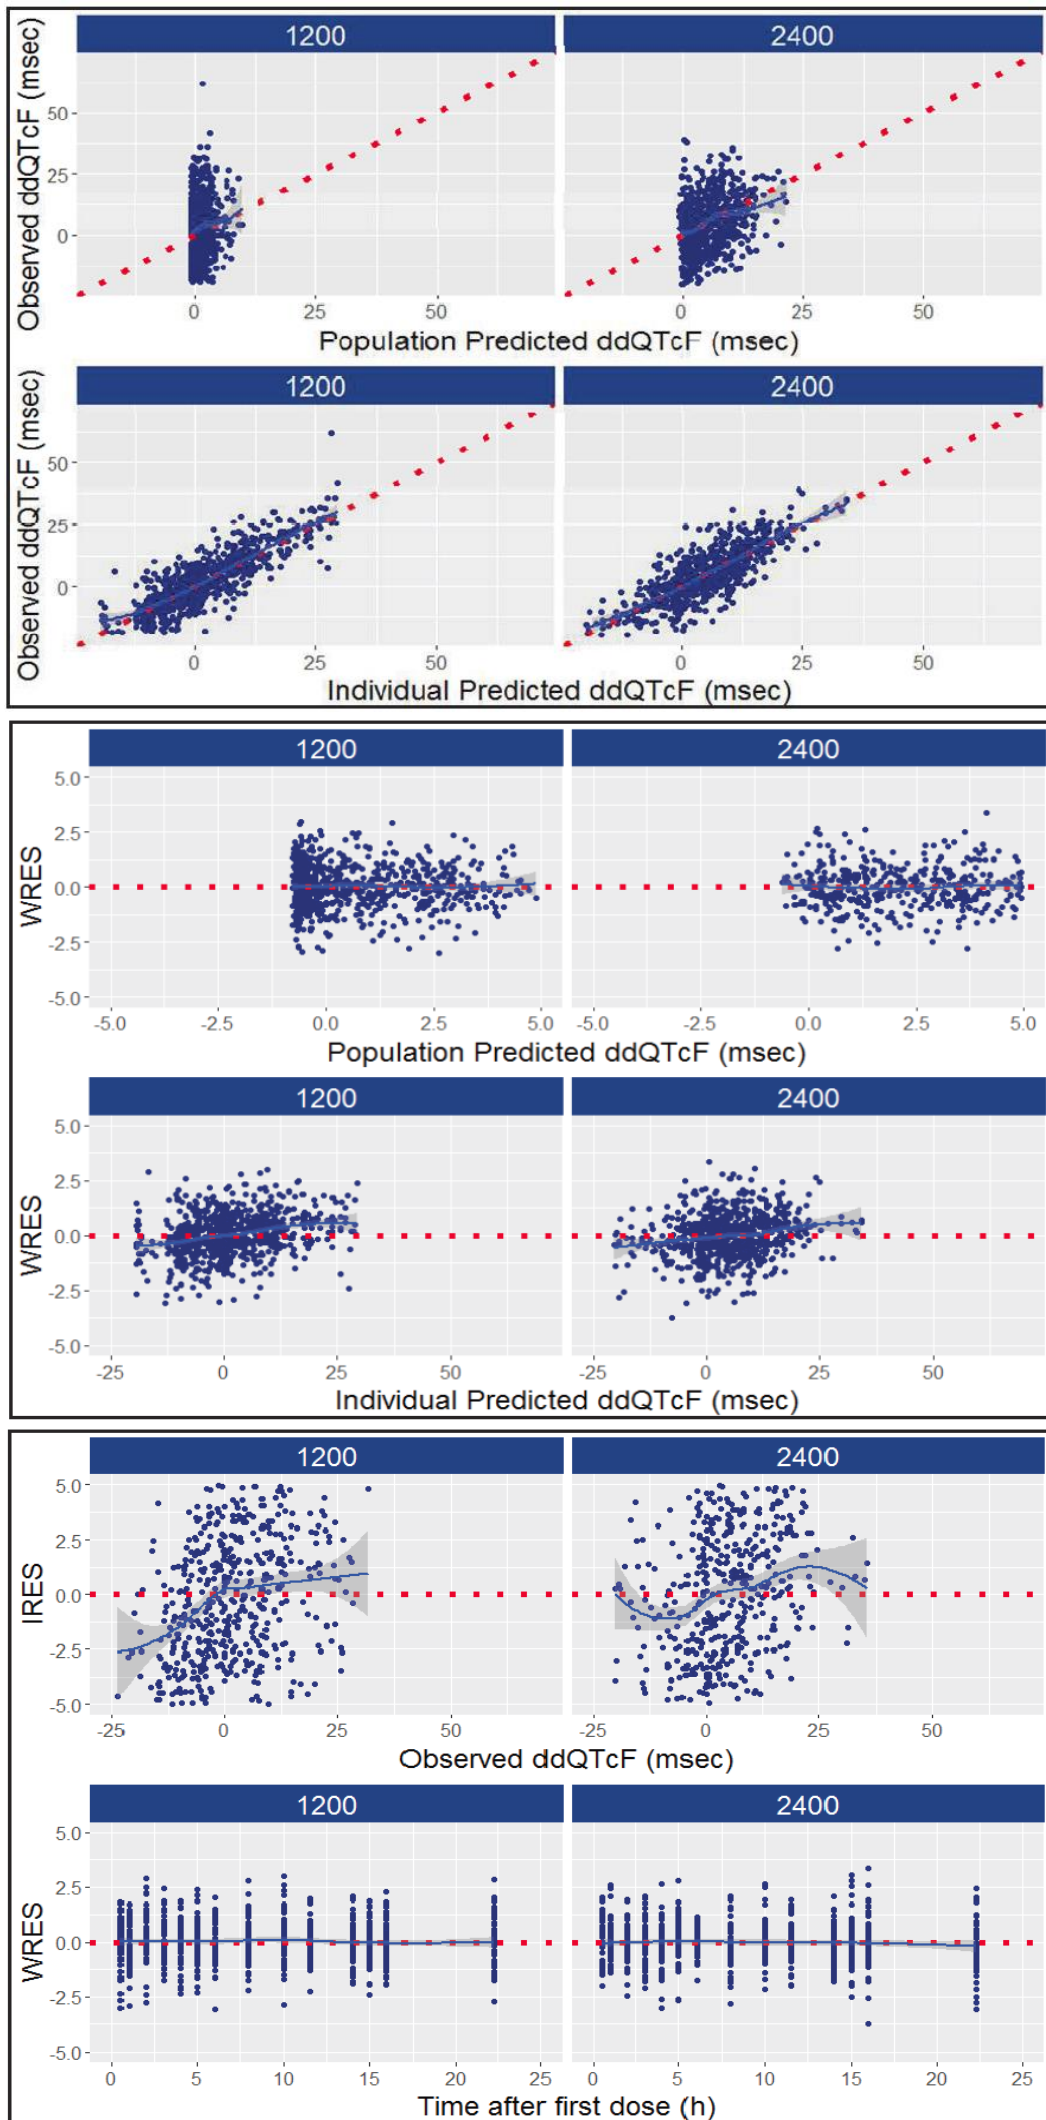 1200 2400
Observed ddQTcF (msec)
50
25
0
0 25 50 0 25 50
Population Predicted ddQTcF (msec)
1200 2400
Observed ddQTcF (msec)
50
25
0
0 25 50 0 25 50
Individual Predicted ddQTcF (msec)
1200 2400
WRES
5.0
2.5
0.0
-2.5
-5.0
-5.0 -2.5 0.0 2.5 5.0 -5.0 -2.5 0.0 2.5 5.0
Population Predicted ddQTcF (msec)
1200 2400
WRES
5.0
2.5
0.0
-2.5
-5.0
-25 0 25 50 -25 0 25 50
Individual Predicted ddQTcF (msec)
1200 2400
IRES
5.0
2.5
0.0
-2.5
-5.0
-25 0 25 50 -25 0 25 50
Observed ddQTcF (msec)
1200 2400
WRES
5.0
2.5
0.0
-2.5
-5.0
0 5 10 15 20 25 0 5 10 15 20 25
Time after first dose (h)